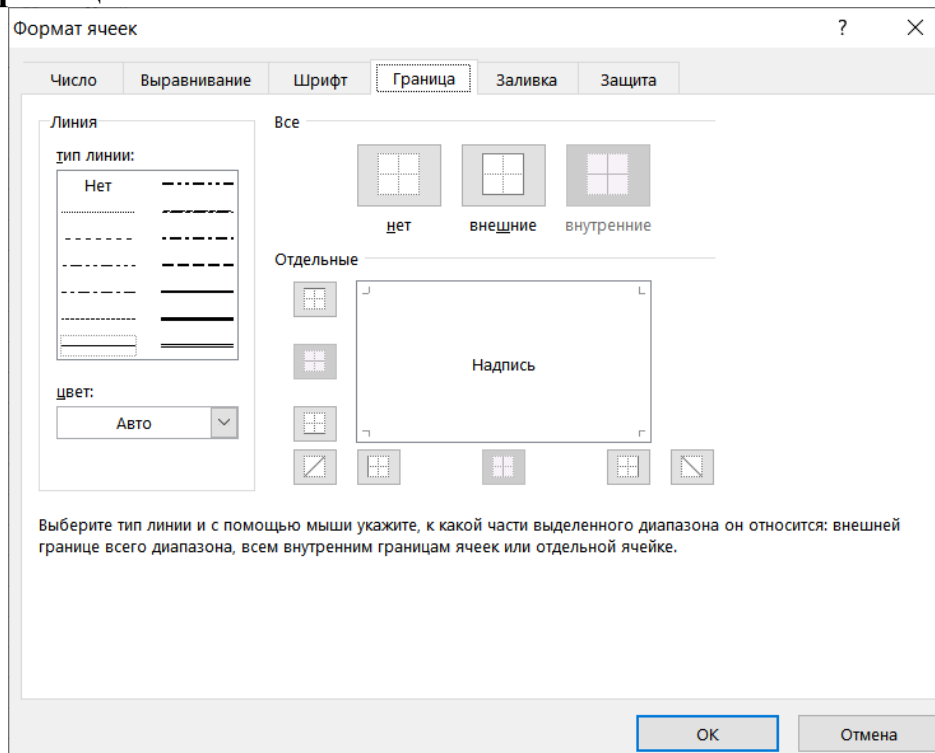 Формат ячеек ?
Число Выравнивание Шрифт Граница Заливка Защита
Линия
тип линии:
Нет
цвет:
Авто
Все
нет внешние внутренние
Отдельные
Надпись
Выберите тип линии и с помощью мыши укажите, к какой части выделенного диапазона он относится: внешней
границе всего диапазона, всем внутренним границам ячеек или отдельной ячейке.
ОК Отмена